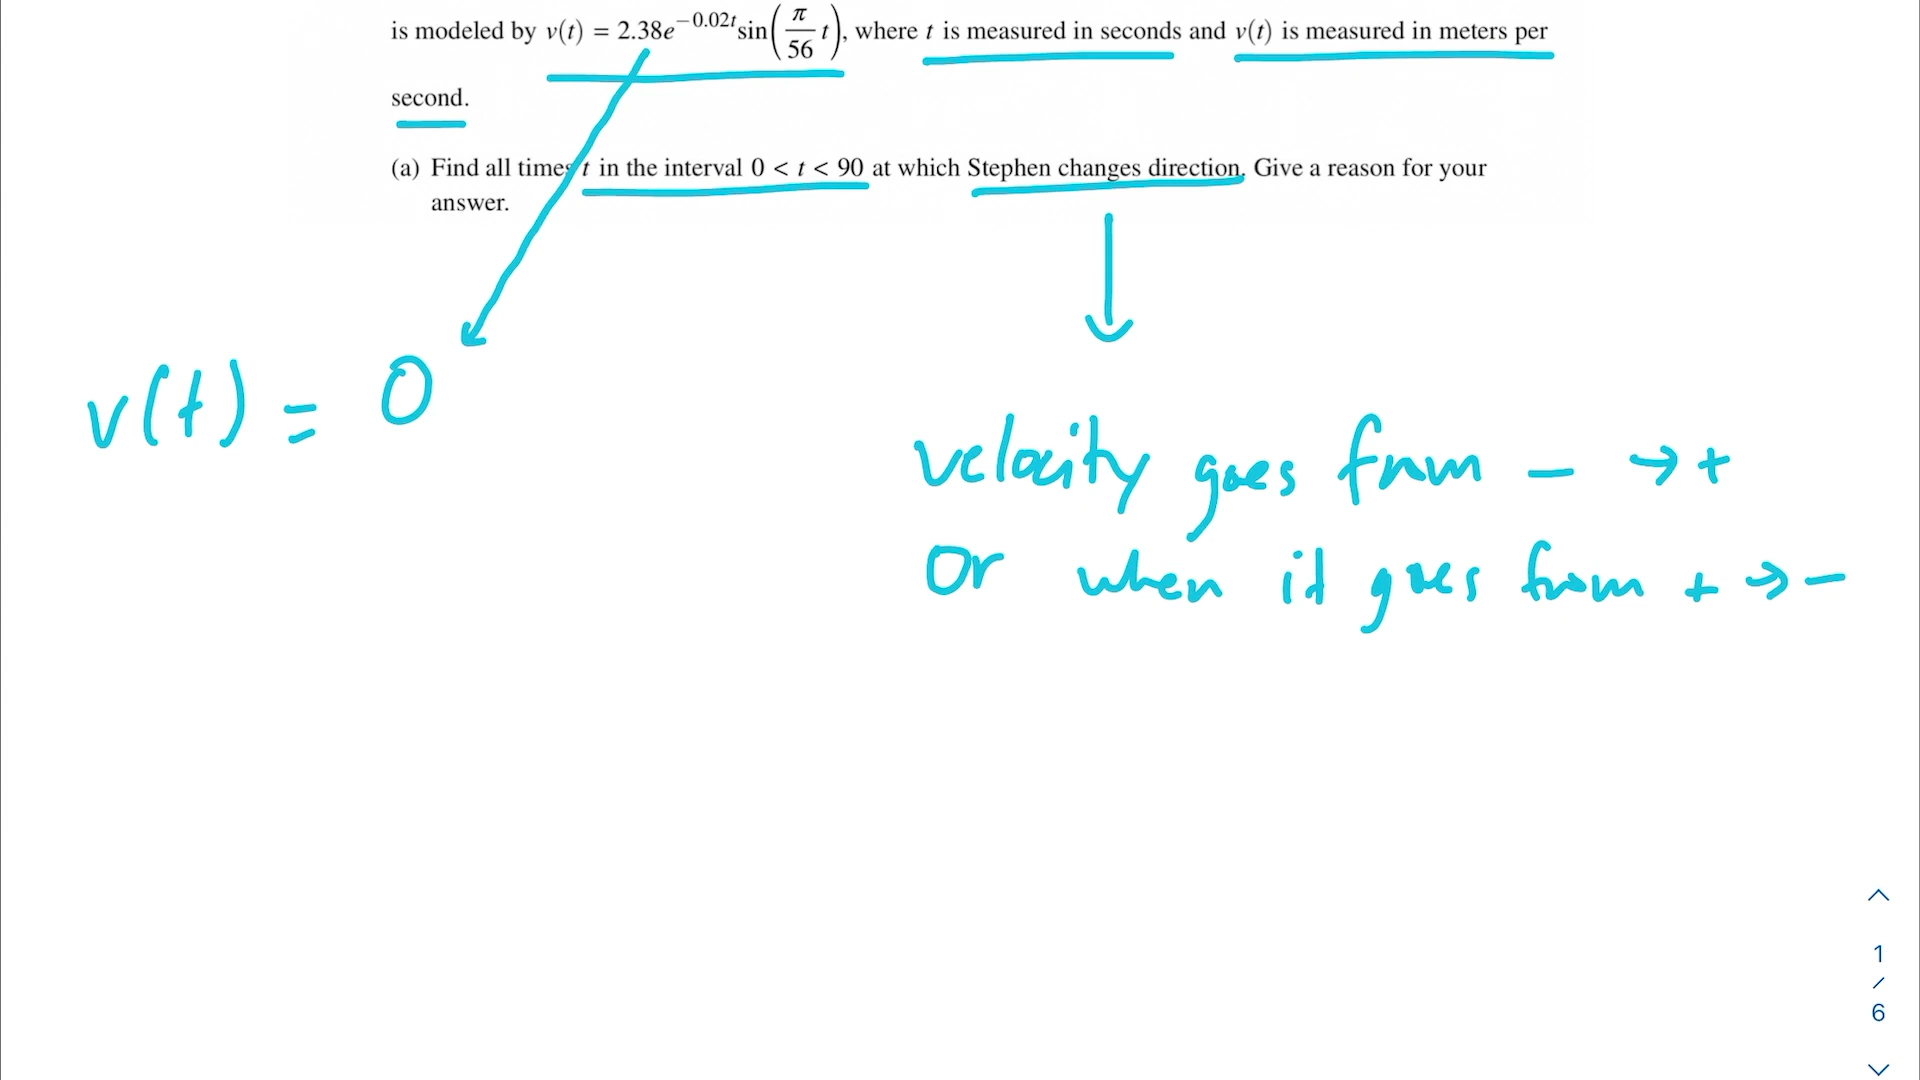 is modeled by v(t) = 2.38e^{-0.02t} sin(π/56 t), where t is measured in seconds and v(t) is measured in meters per
second.
(a) Find all times t in the interval 0 < t < 90 at which Stephen changes direction. Give a reason for your
answer.
v(t) = 0
velocity goes from - → +
or when it goes from + → -
1
/
6